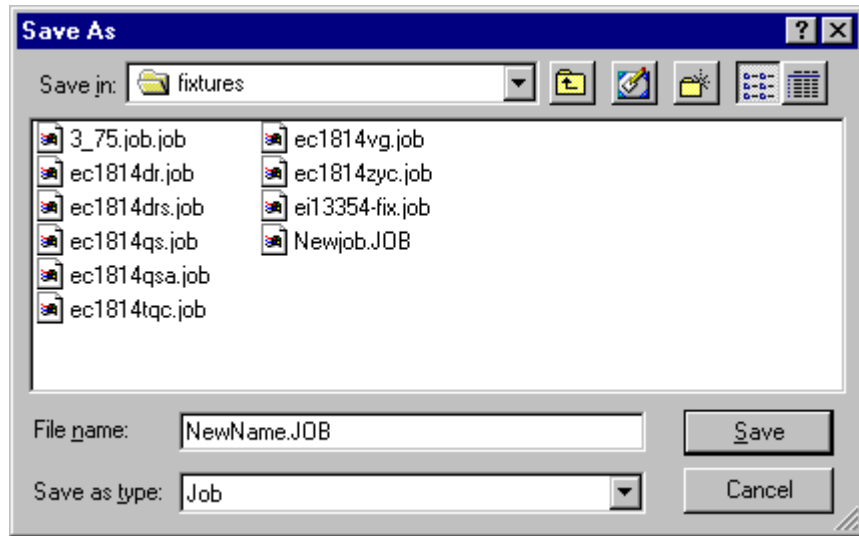 Save As
Save in: fixtures
3_75.job.job ec1814vg.job
ec1814dr.job ec1814zyc.job
ec1814drs.job ei13354-fix.job
ec1814qs.job Newjob.JOB
ec1814qsa.job
ec1814tqc.job
File name: NewName.JOB Save
Save as type: Job Cancel